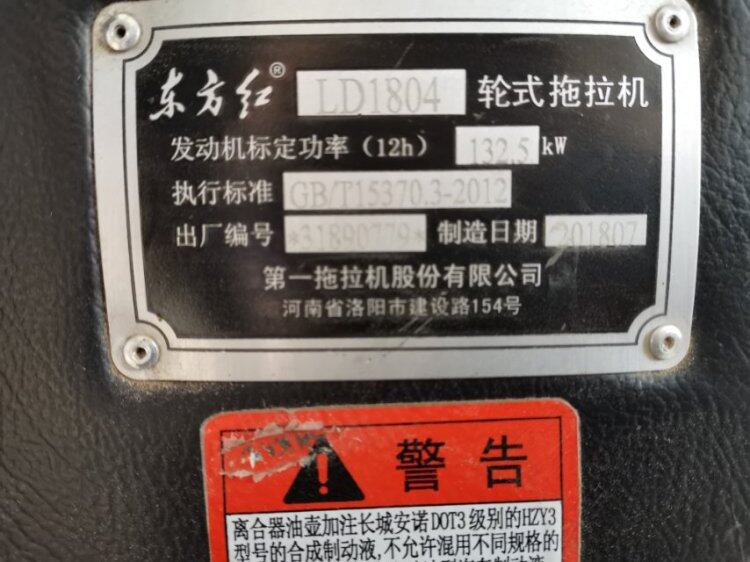 东方红® LD1804 轮式拖拉机
发动机标定功率(12h) 132.5 kW
执行标准 GB/T15370.3-2012
出厂编号 *31890779* 制造日期 201807
第一拖拉机股份有限公司
河南省洛阳市建设路154号
警告
离合器油壶加注长城安诺DOT3级别的HZY3
型号的合成制动液,不允许混用不同规格的